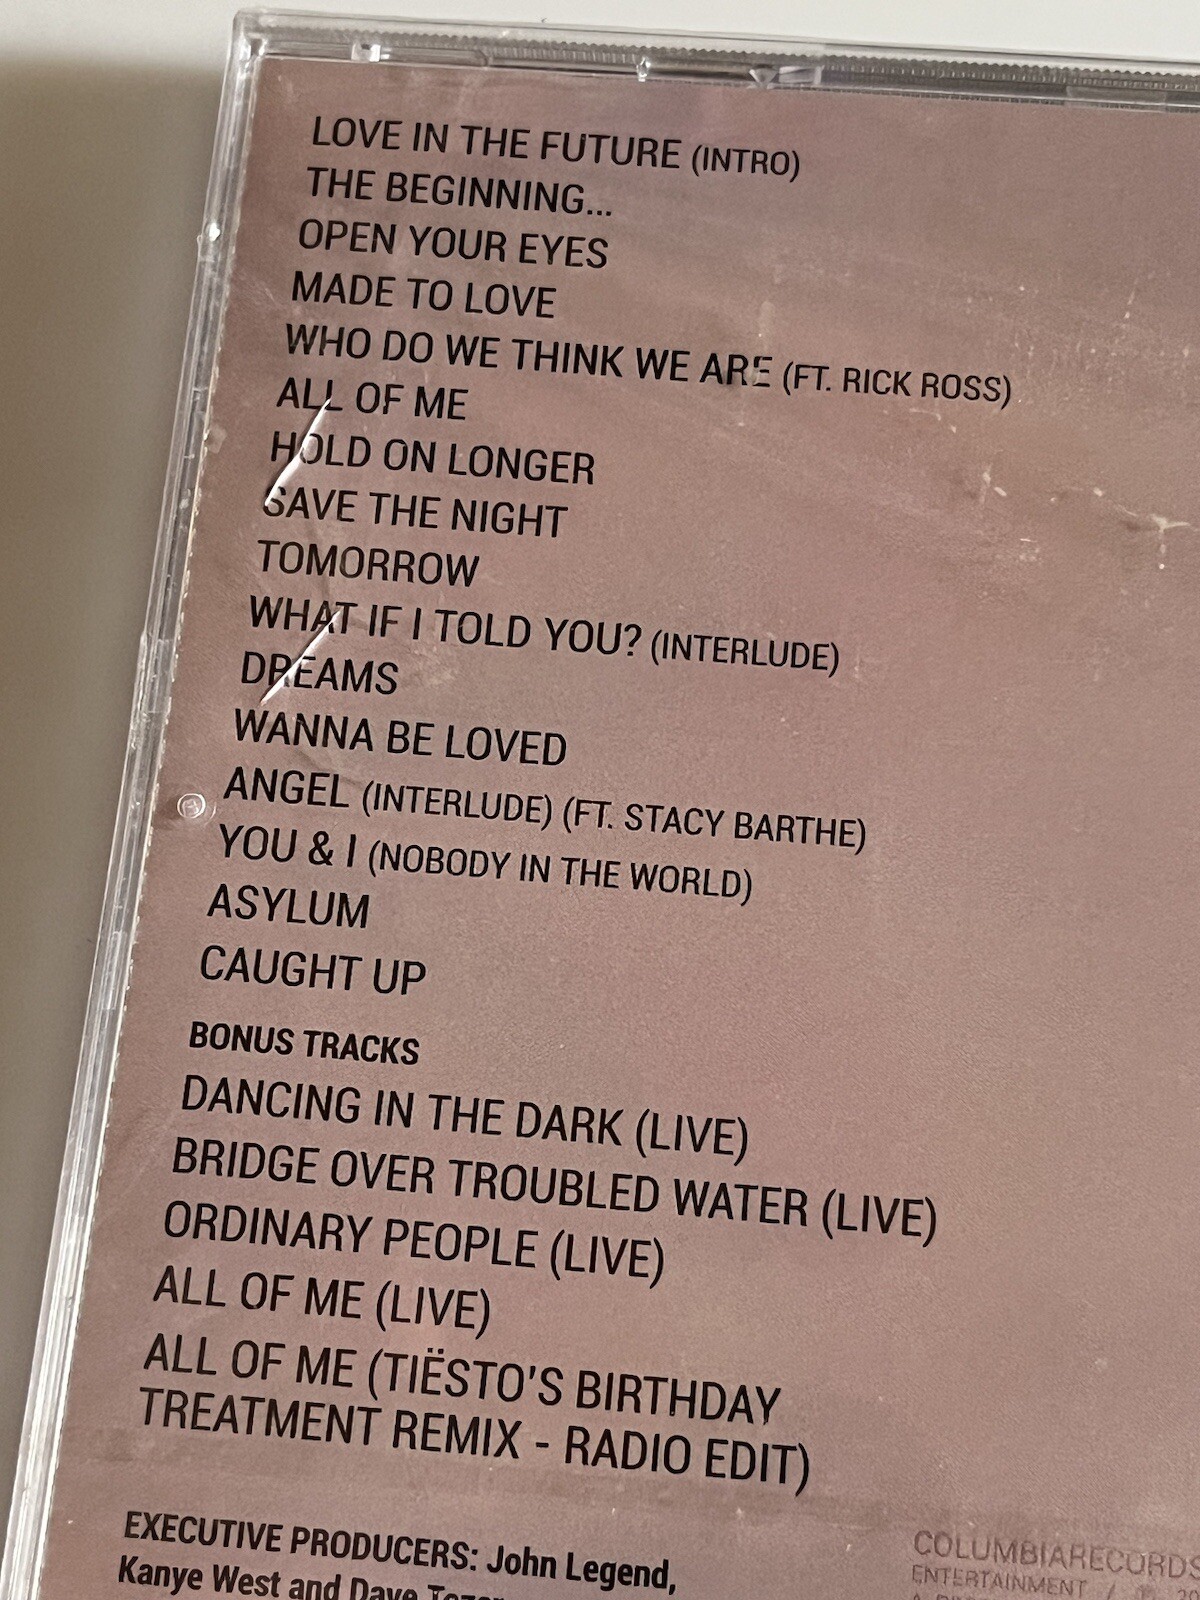 LOVE IN THE FUTURE (INTRO)
THE BEGINNING...
OPEN YOUR EYES
MADE TO LOVE
WHO DO WE THINK WE ARE (FT. RICK ROSS)
ALL OF ME
HOLD ON LONGER
SAVE THE NIGHT
TOMORROW
WHAT IF I TOLD YOU? (INTERLUDE)
DREAMS
WANNA BE LOVED
ANGEL (INTERLUDE) (FT. STACY BARTHE)
YOU & I (NOBODY IN THE WORLD)
ASYLUM
CAUGHT UP
BONUS TRACKS
DANCING IN THE DARK (LIVE)
BRIDGE OVER TROUBLED WATER (LIVE)
ORDINARY PEOPLE (LIVE)
ALL OF ME (LIVE)
ALL OF ME (TIËSTO'S BIRTHDAY
TREATMENT REMIX - RADIO EDIT)
EXECUTIVE PRODUCERS: John Legend,
Kanye West and Dave
COLUMBIARECORDS
ENTERTAINMENT /